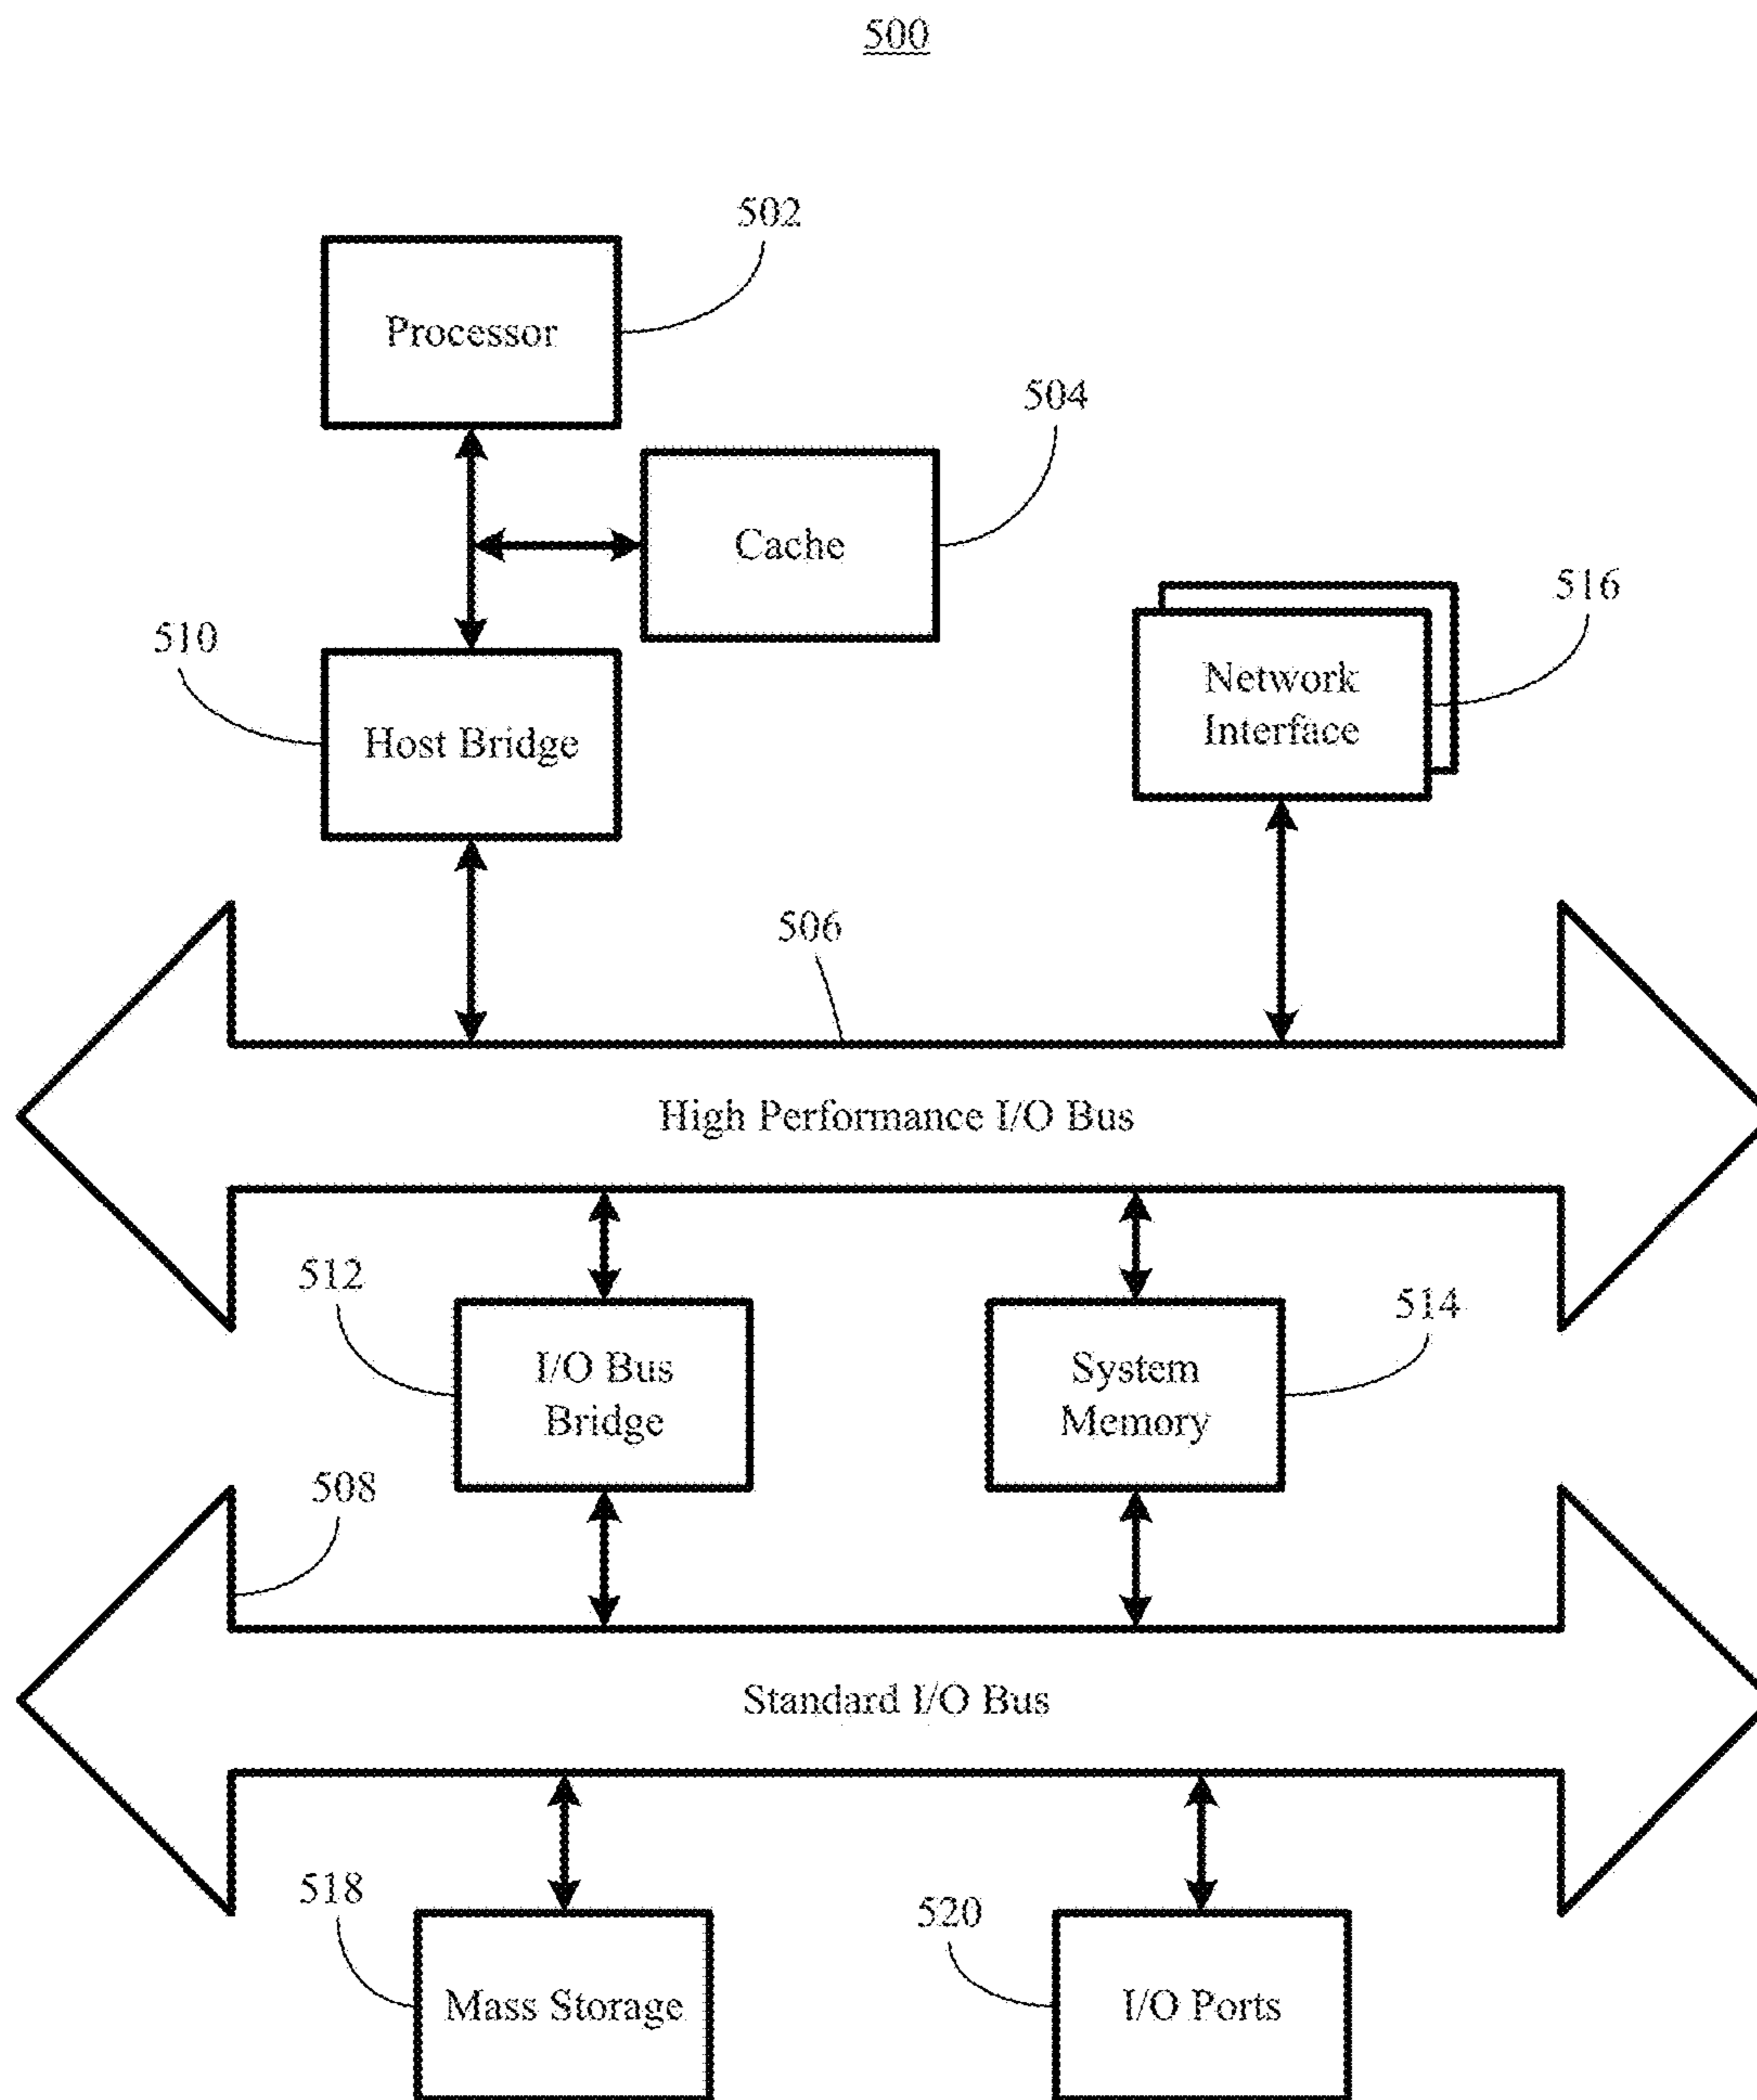 500
502
Processor
504
Cache
516
510
Network
Interface
Host Bridge
506
High Performance I/O Bus
512
514
I/O Bus
Bridge
System
Memory
508
Standard I/O Bus
518
520
Mass Storage
I/O Ports